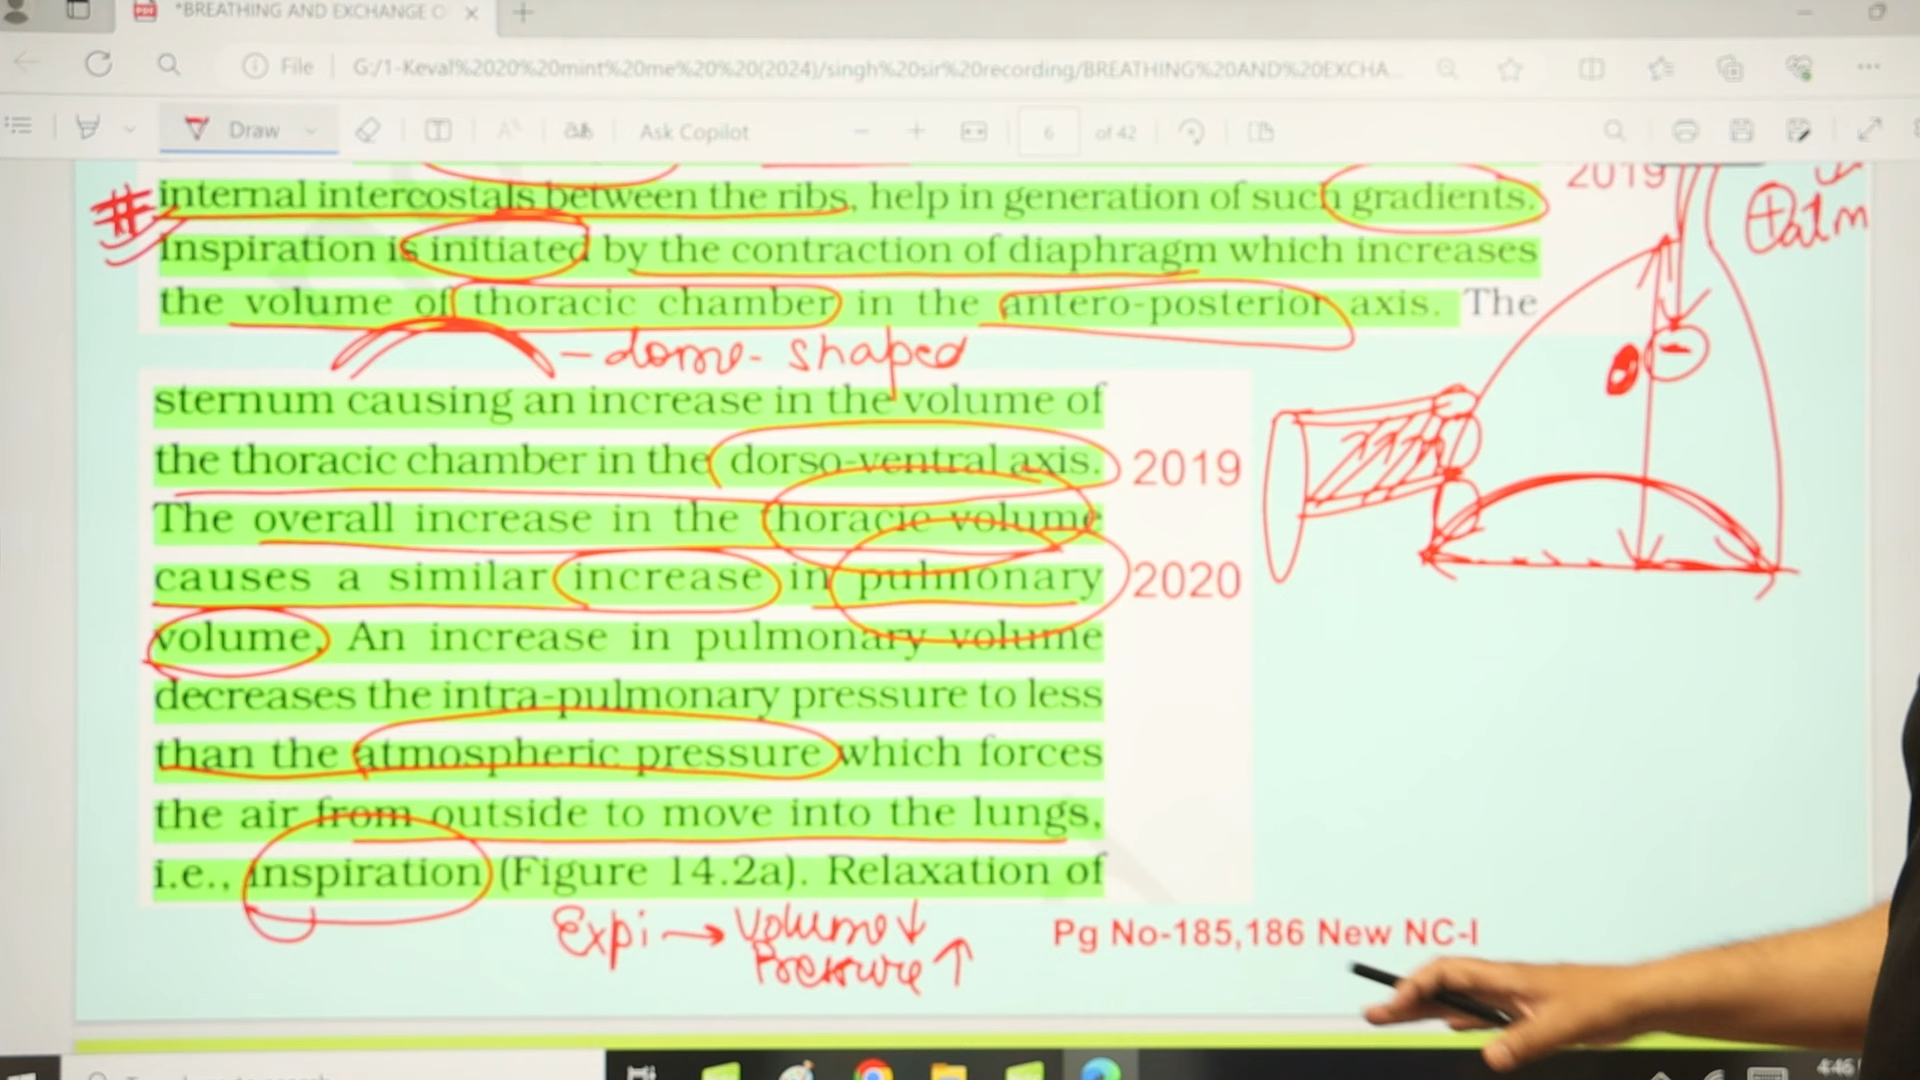 *BREATHING AND EXCHANGE O
File G:/1-Keval%2020%20mint%20me%20%20(2024)/singh%20sir%20recording/BREATHING%20AND%20EXCHA...
Draw Ask Copilot 6 of 42
2019
internal intercostals between the ribs, help in generation of such gradients.
⊕atm
Inspiration is initiated by the contraction of diaphragm which increases
the volume of thoracic chamber in the antero-posterior axis. The
- dome-shaped
sternum causing an increase in the volume of
the thoracic chamber in the dorso-ventral axis. 2019
The overall increase in the thoracic volume
causes a similar increase in pulmonary 2020
volume. An increase in pulmonary volume
decreases the intra-pulmonary pressure to less
than the atmospheric pressure which forces
the air from outside to move into the lungs,
i.e., inspiration (Figure 14.2a). Relaxation of
Expi → Volume ↓
Pressure ↑
Pg No-185,186 New NC-I
4:46